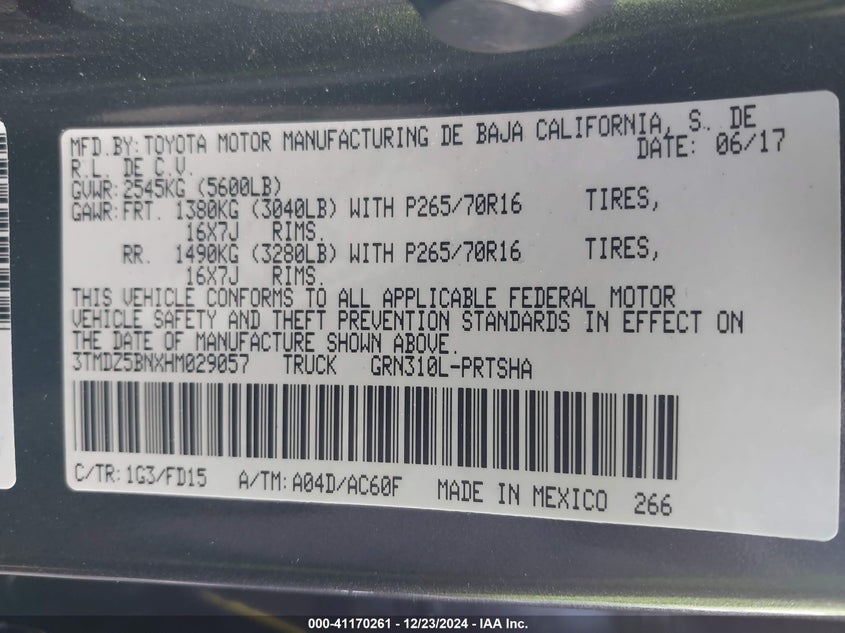 MFD.BY:TOYOTA MOTOR MANUFACTURING DE BAJA CALIFORNIA, S. DE
R.L. DE C.V. DATE: 06/17
GVWR:2545KG (5600LB)
GAWR:FRT. 1380KG (3040LB) WITH P265/70R16 TIRES,
16X7J RIMS.
RR. 1490KG (3280LB) WITH P265/70R16 TIRES,
16X7J RIMS.
THIS VEHICLE CONFORMS TO ALL APPLICABLE FEDERAL MOTOR
VEHICLE SAFETY AND THEFT PREVENTION STANDARDS IN EFFECT ON
THE DATE OF MANUFACTURE SHOWN ABOVE.
3TMDZ5BNXHM029057 TRUCK GRN310L-PRTSHA
C/TR:1G3/FD15 A/TM:A04D/AC60F MADE IN MEXICO 266
000-41170261 - 12/23/2024 - IAA Inc.